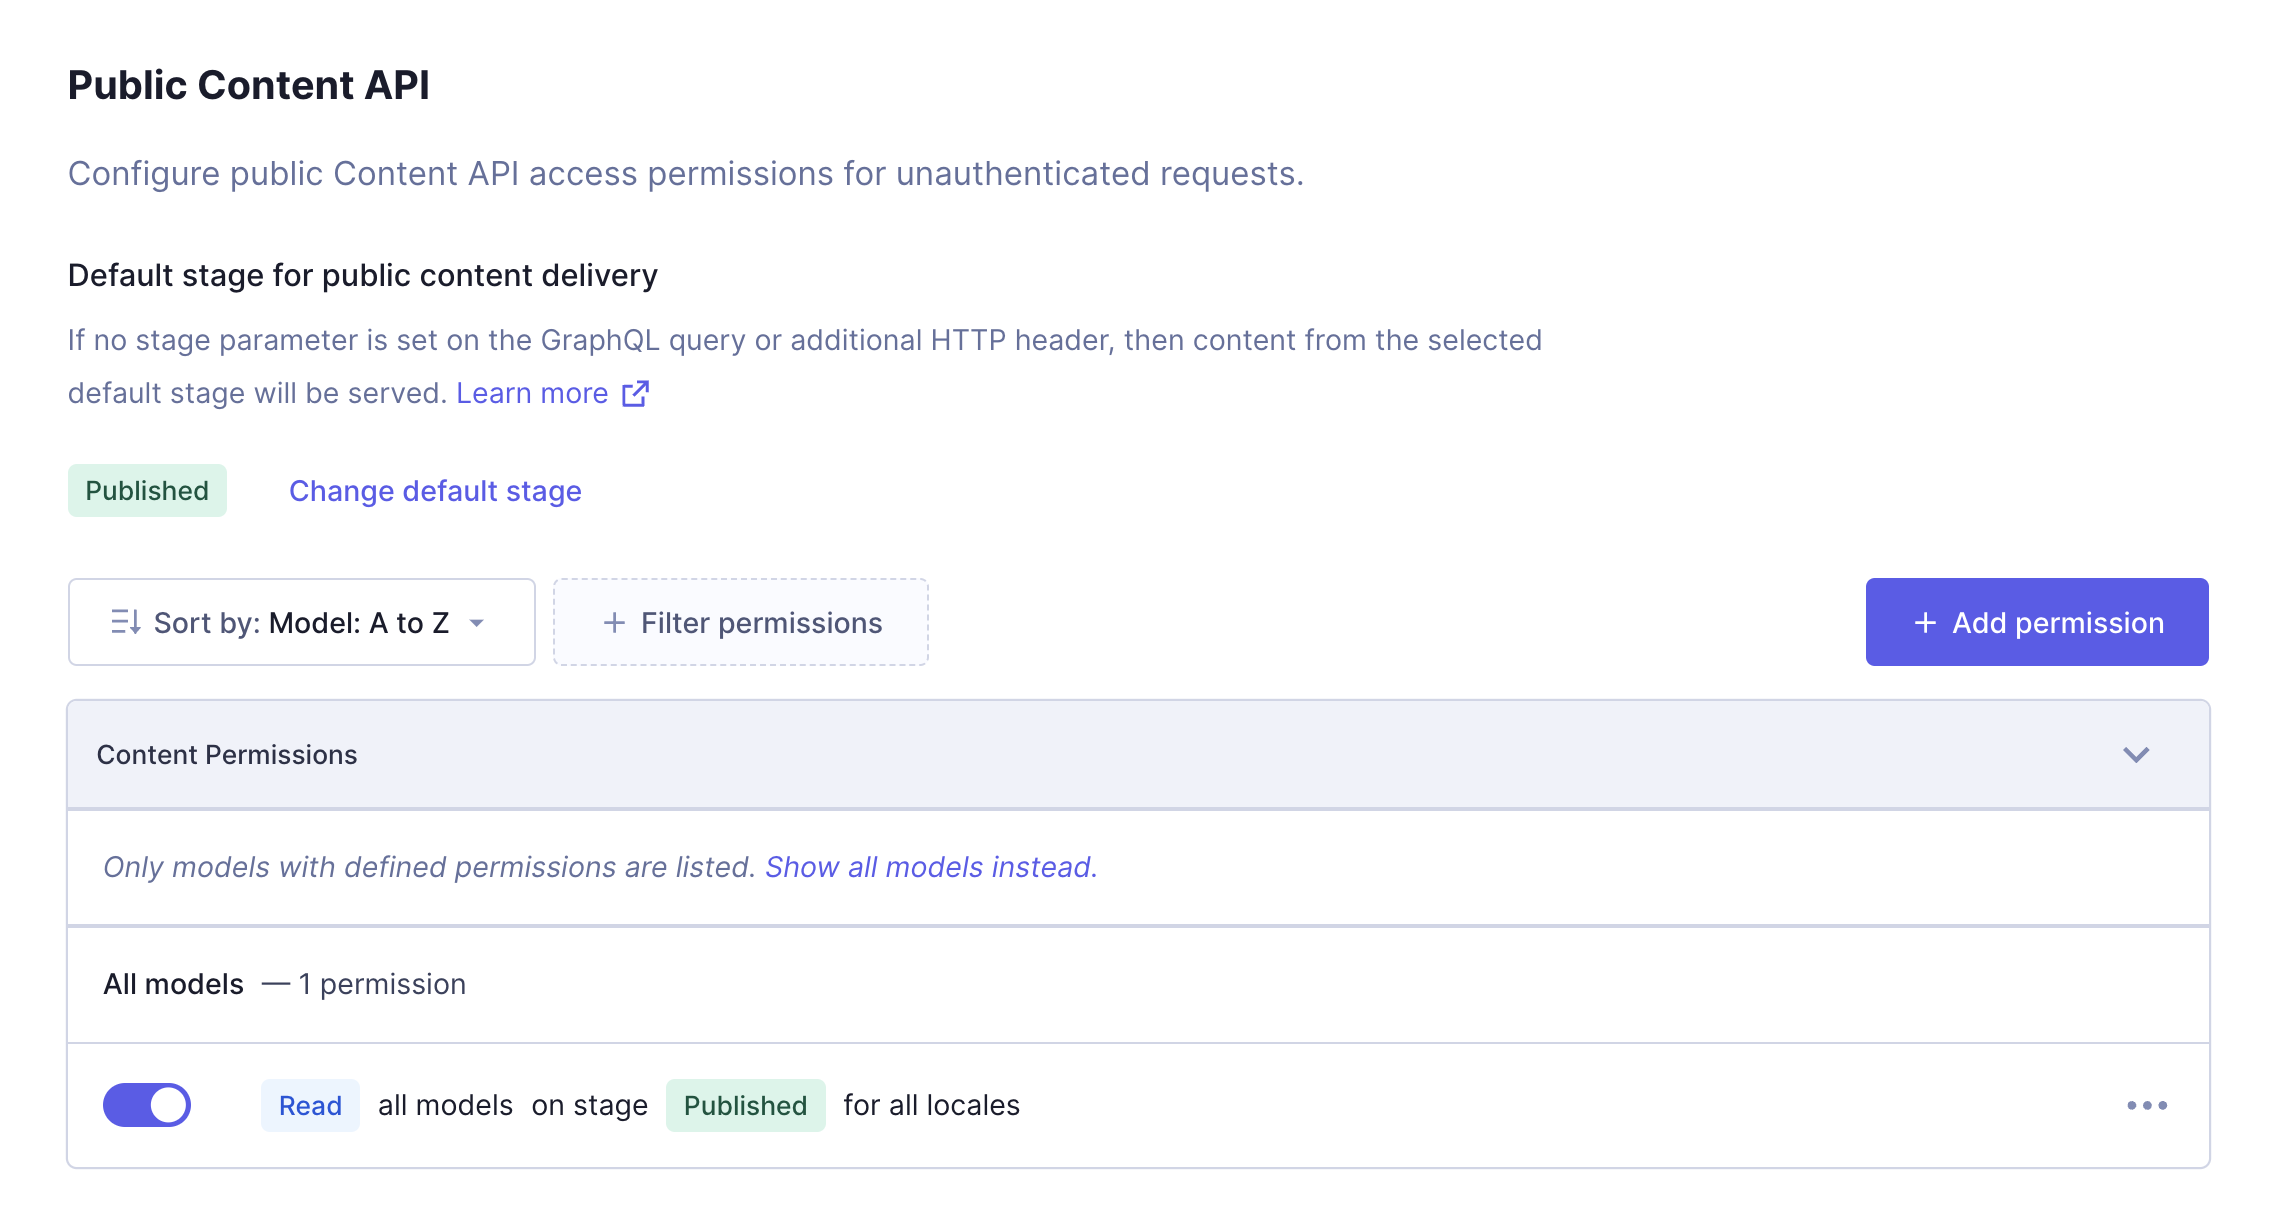 Public Content API
Configure public Content API access permissions for unauthenticated requests.
Default stage for public content delivery
If no stage parameter is set on the GraphQL query or additional HTTP header, then content from the selected
default stage will be served. Learn more
Published Change default stage
Sort by: Model: A to Z + Filter permissions + Add permission
Content Permissions
Only models with defined permissions are listed. Show all models instead.
All models — 1 permission
Read all models on stage Published for all locales